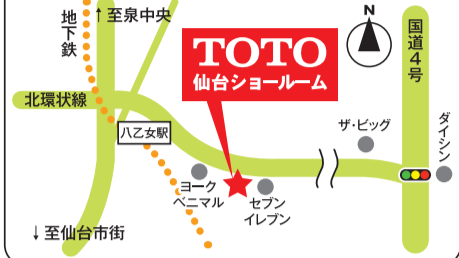 地下鉄
↑至泉中央
TOTO
仙台ショールーム
N
国道4号
北環状線
八乙女駅
ザ・ビッグ
ダイシン
ヨーク
ベニマル
セブン
イレブン
↓至仙台市街